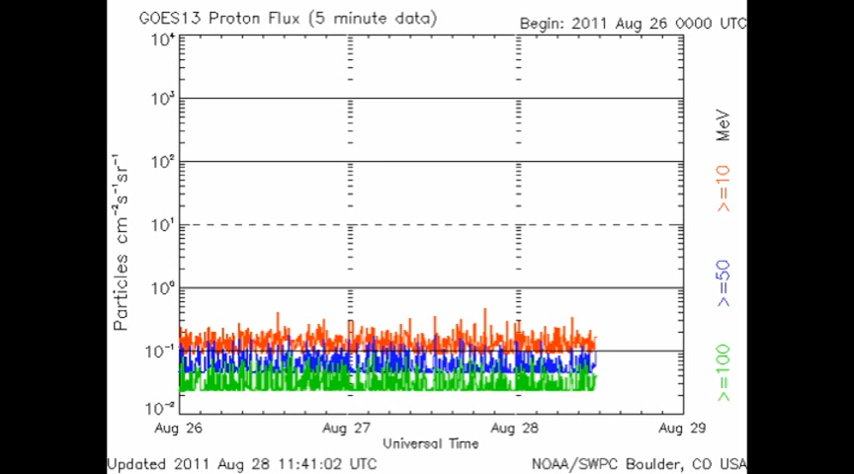 GOES13 Proton Flux (5 minute data)
Begin: 2011 Aug 26 0000 UTC
10⁴
10³
10²
10¹
10⁰
10⁻¹
10⁻²
Particles cm⁻²s⁻¹sr⁻¹
MeV
>=10
>=50
>=100
Aug 26
Aug 27
Aug 28
Aug 29
Universal Time
Updated 2011 Aug 28 11:41:02 UTC
NOAA/SWPC Boulder, CO USA